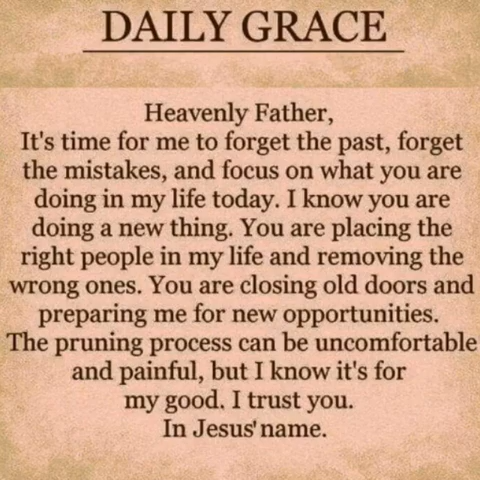 DAILY GRACE
Heavenly Father,
It's time for me to forget the past, forget
the mistakes, and focus on what you are
doing in my life today. I know you are
doing a new thing. You are placing the
right people in my life and removing the
wrong ones. You are closing old doors and
preparing me for new opportunities.
The pruning process can be uncomfortable
and painful, but I know it's for
my good. I trust you.
In Jesus' name.